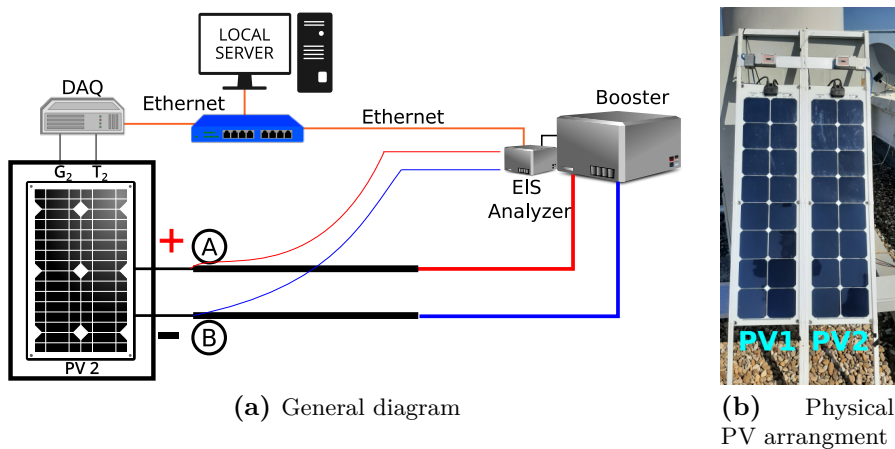 LOCAL
SERVER
DAQ
Ethernet
Ethernet
Booster
G2 T2
EIS
Analyzer
+
A
B
−
PV 2
PV1 PV2
(a) General diagram
(b) Physical
PV arrangment